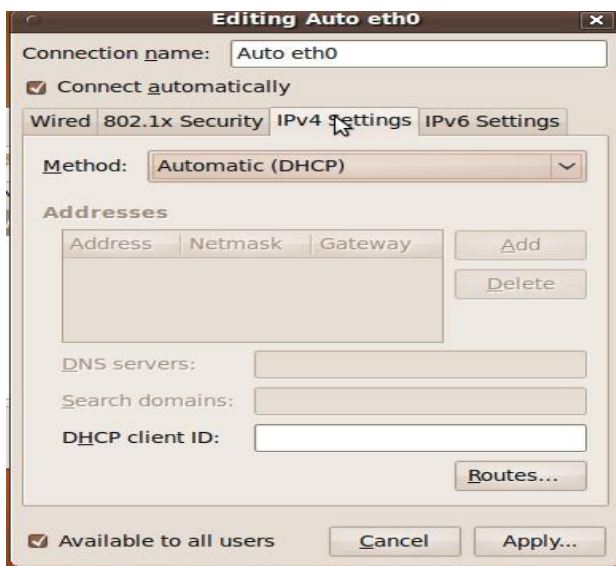 Editing Auto eth0
Connection name: Auto eth0
Connect automatically
Wired 802.1x Security IPv4 Settings IPv6 Settings
Method: Automatic (DHCP)
Addresses
Address Netmask Gateway Add
Delete
DNS servers:
Search domains:
DHCP client ID:
Routes...
Available to all users Cancel Apply...